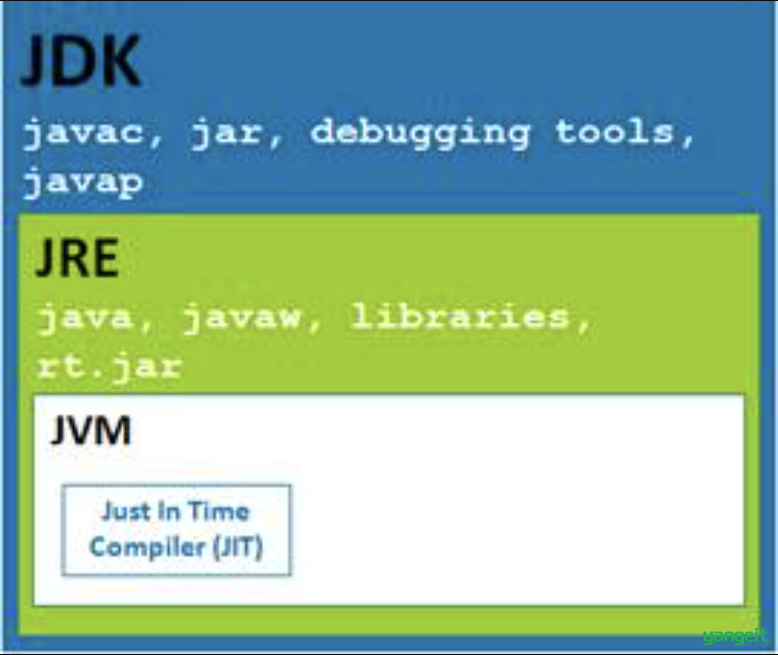 JDK
javac, jar, debugging tools,
javap
JRE
java, javaw, libraries,
rt.jar
JVM
Just In Time
Compiler (JIT)
yangeit